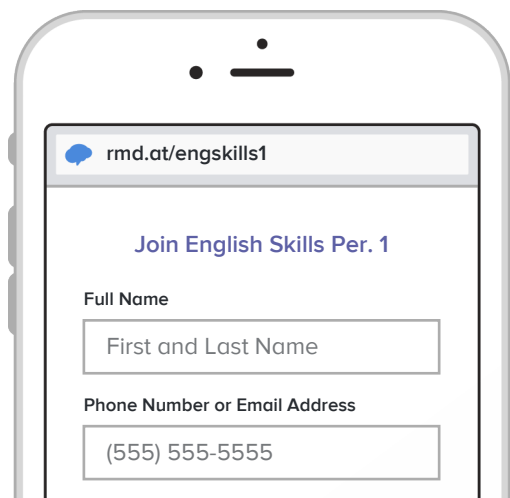 rmd.at/engskills1
Join English Skills Per. 1
Full Name
First and Last Name
Phone Number or Email Address
(555) 555-5555